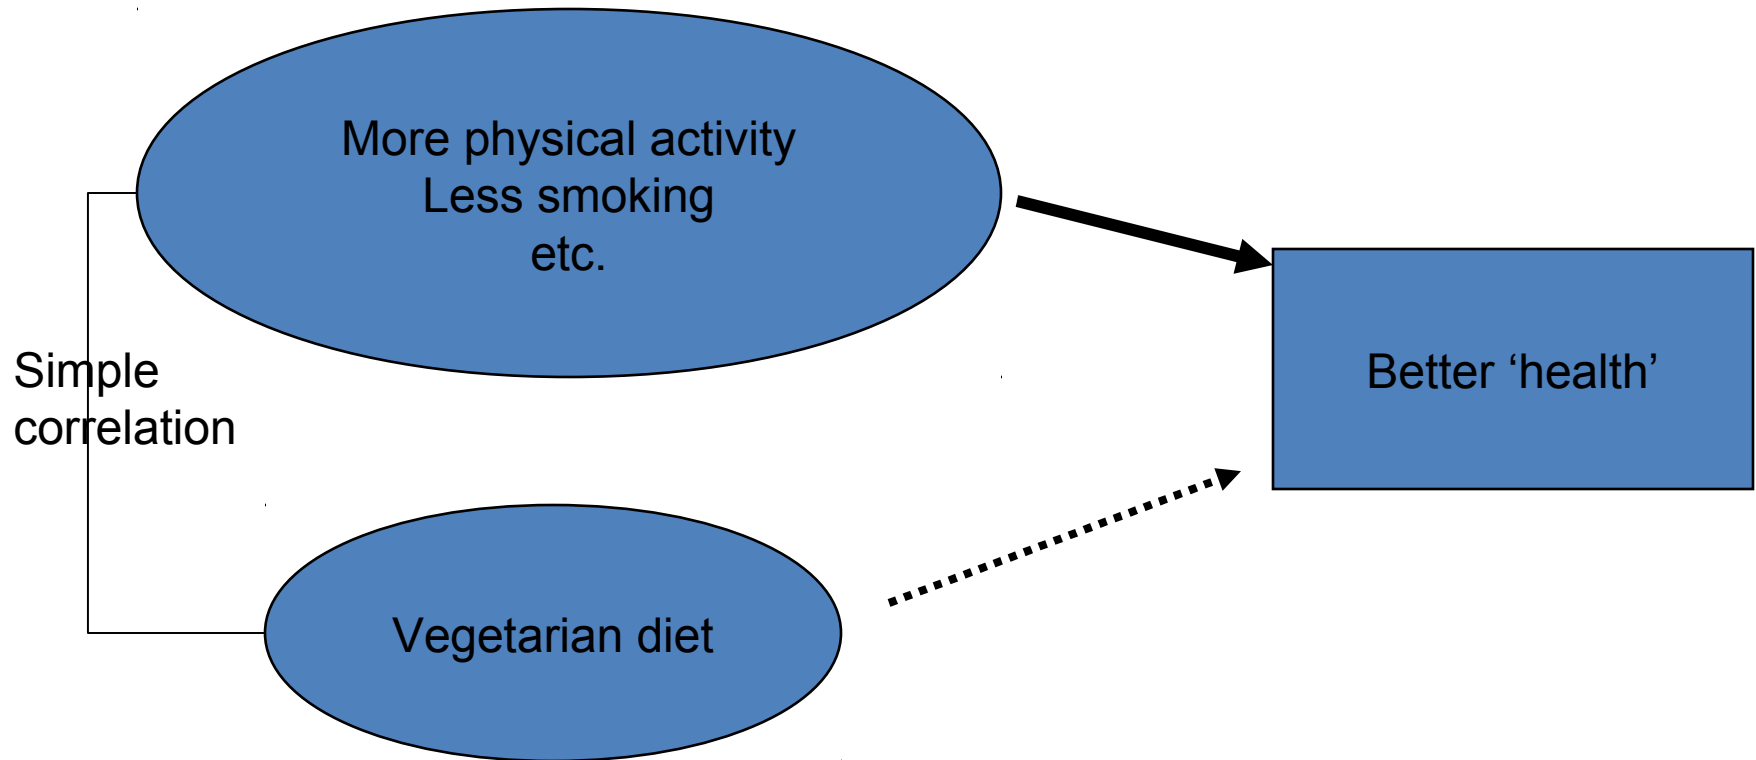 More physical activity
Less smoking
etc.
Simple
correlation
Better ‘health’
Vegetarian diet